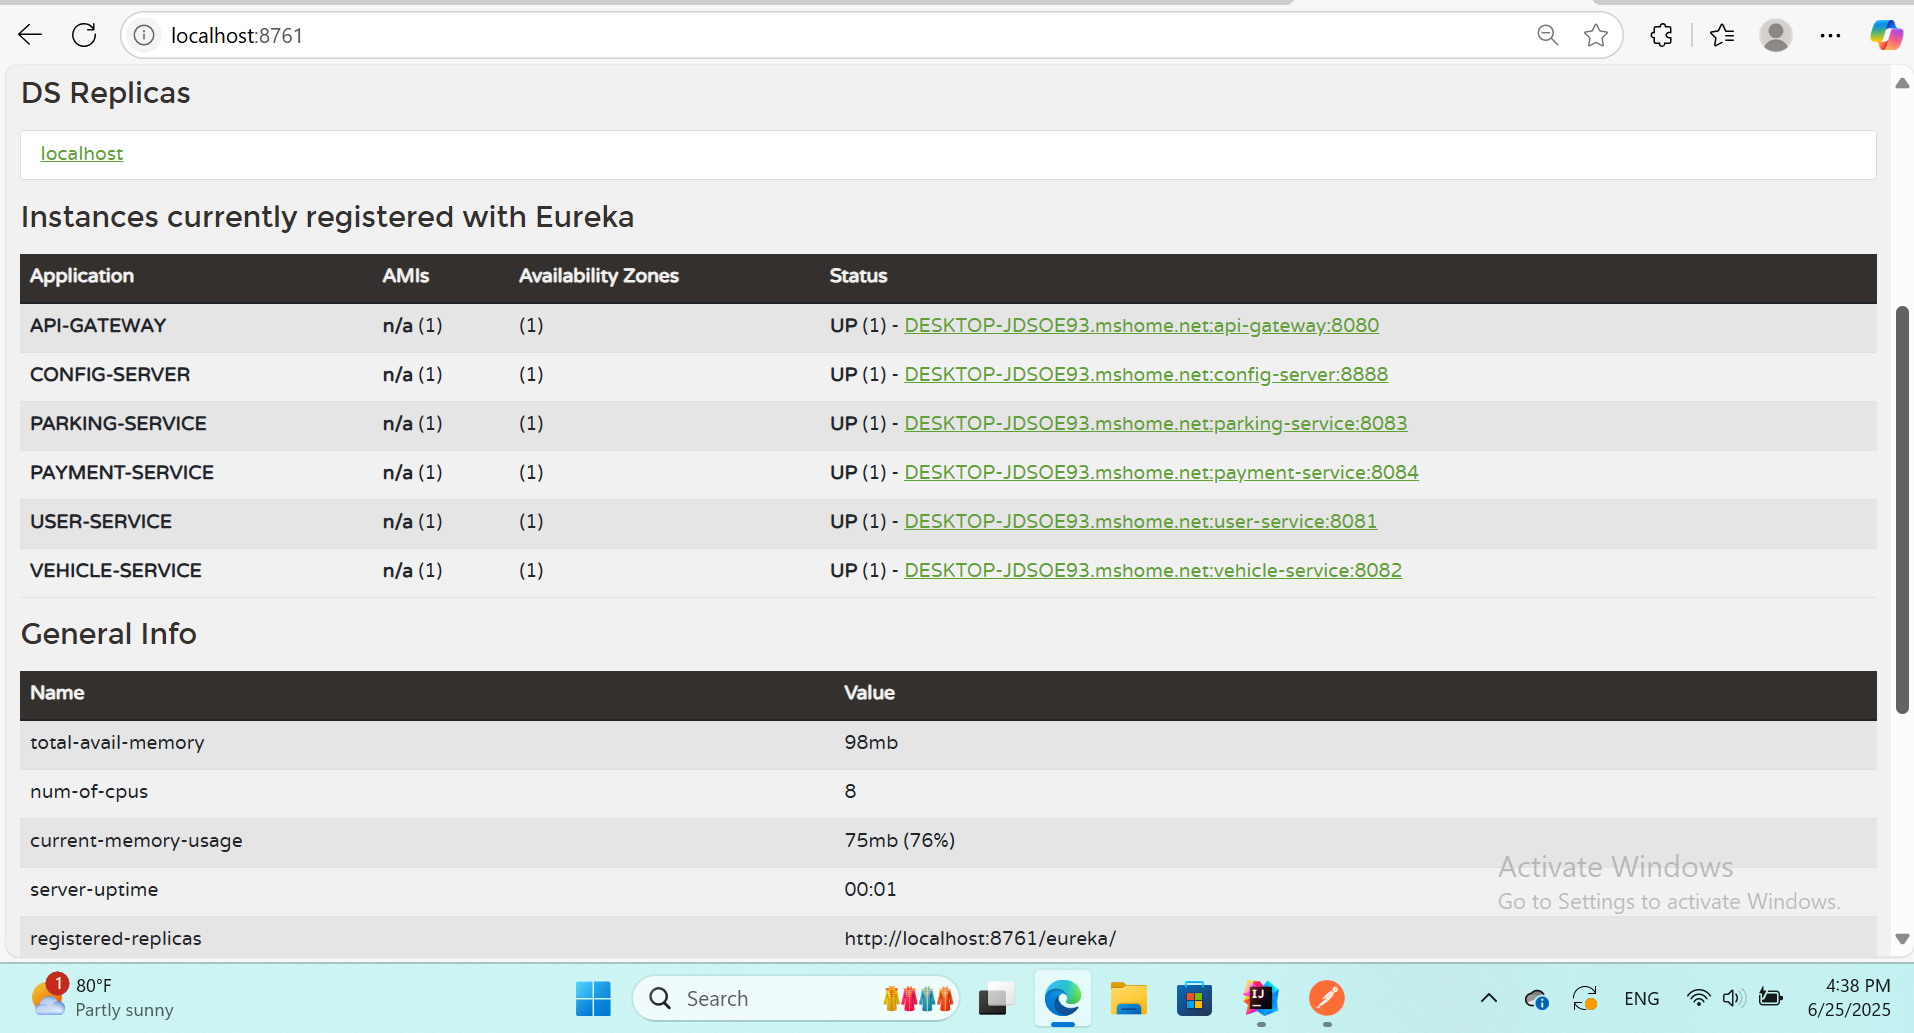 localhost:8761
DS Replicas
localhost
Instances currently registered with Eureka
Application AMIs Availability Zones Status
API-GATEWAY n/a (1) (1) UP (1) - DESKTOP-JDSOE93.mshome.net:api-gateway:8080
CONFIG-SERVER n/a (1) (1) UP (1) - DESKTOP-JDSOE93.mshome.net:config-server:8888
PARKING-SERVICE n/a (1) (1) UP (1) - DESKTOP-JDSOE93.mshome.net:parking-service:8083
PAYMENT-SERVICE n/a (1) (1) UP (1) - DESKTOP-JDSOE93.mshome.net:payment-service:8084
USER-SERVICE n/a (1) (1) UP (1) - DESKTOP-JDSOE93.mshome.net:user-service:8081
VEHICLE-SERVICE n/a (1) (1) UP (1) - DESKTOP-JDSOE93.mshome.net:vehicle-service:8082
General Info
Name Value
total-avail-memory 98mb
num-of-cpus 8
current-memory-usage 75mb (76%)
server-uptime 00:01
registered-replicas http://localhost:8761/eureka/
Activate Windows
Go to Settings to activate Windows.
1
80°F
Partly sunny
Search
IJ
ENG
4:38 PM
6/25/2025